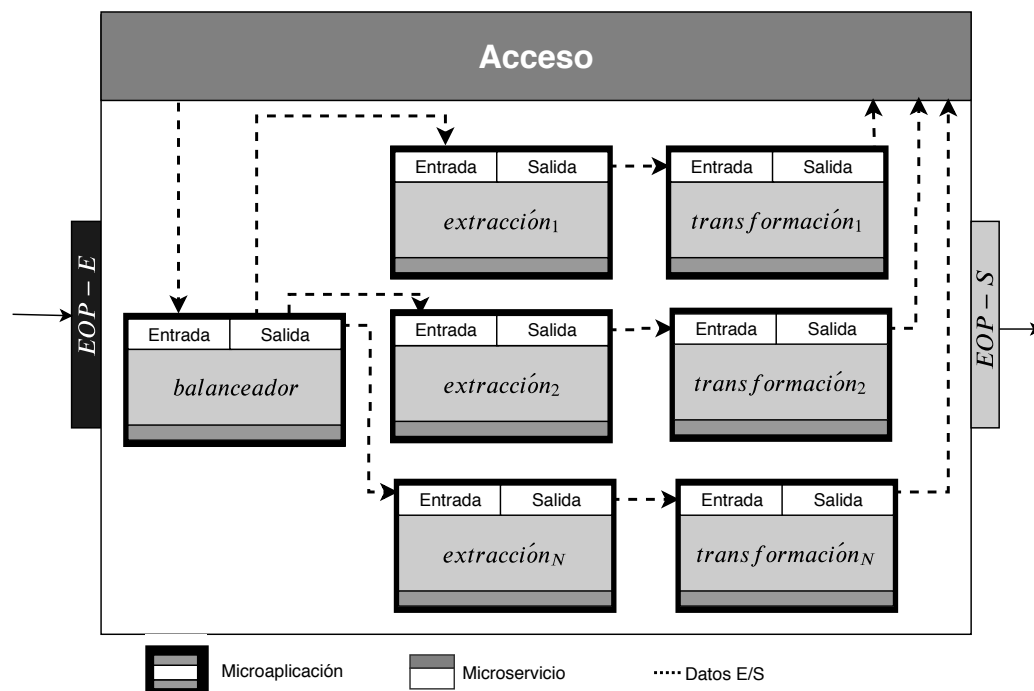 Acceso
Entrada Salida
extracción1
Entrada Salida
transformación1
EOP – E
EOP – S
Entrada Salida
balanceador
Entrada Salida
extracción2
Entrada Salida
transformación2
Entrada Salida
extracciónN
Entrada Salida
transformaciónN
Microaplicación
Microservicio
Datos E/S